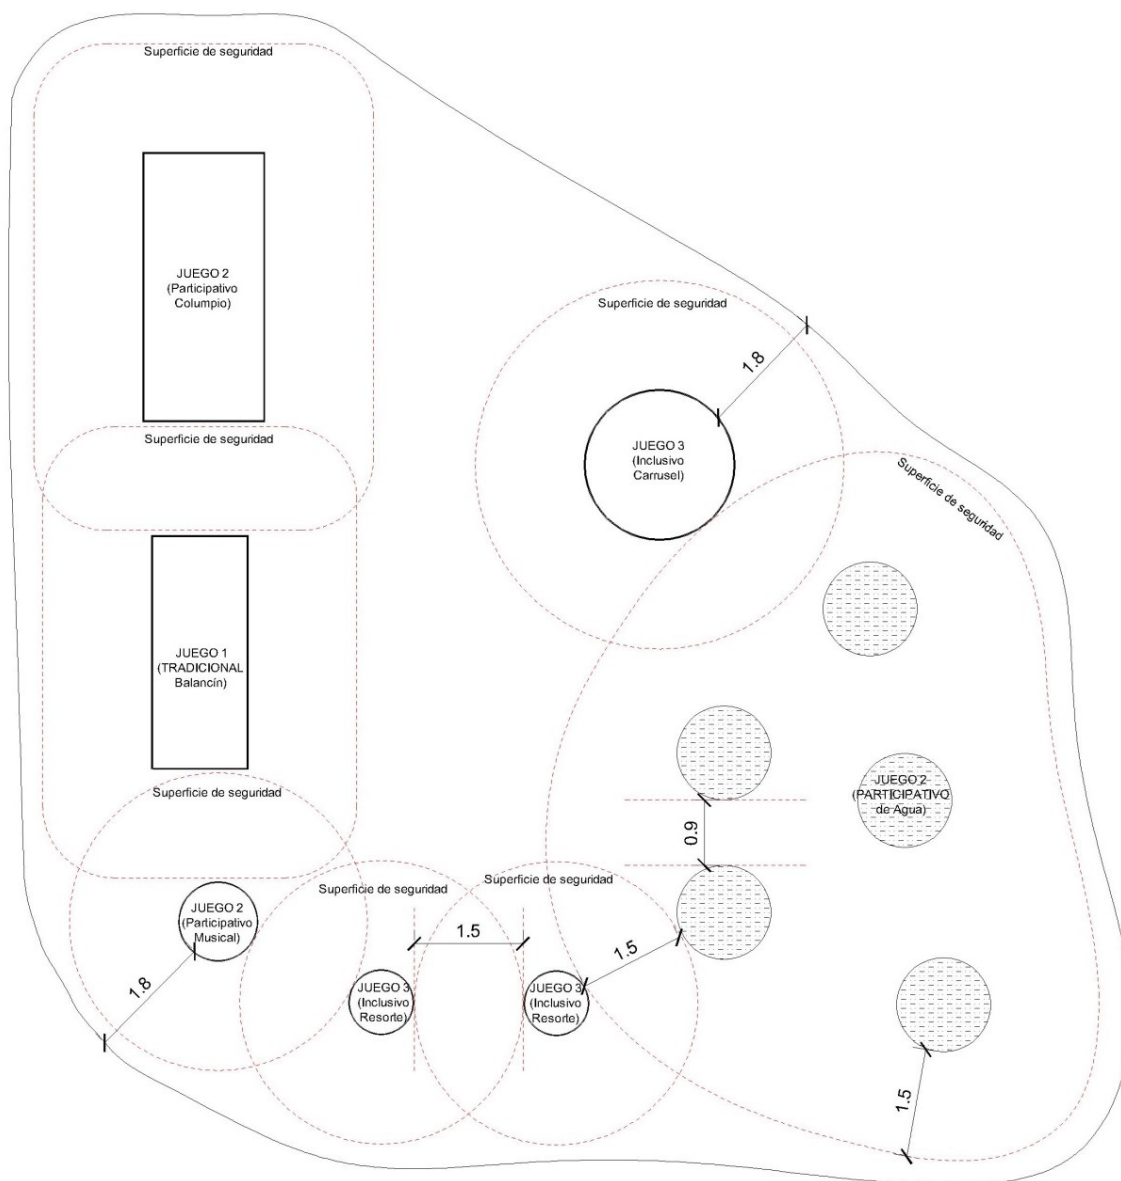 Superficie de seguridad
JUEGO 2
(Participativo
Columpio)
Superficie de seguridad
1.8
JUEGO 3
(Inclusivo
Carrusel)
Superficie de seguridad
Superficie de seguridad
JUEGO 1
(TRADICIONAL
Balancín)
Superficie de seguridad
JUEGO 2
(PARTICIPATIVO
de Agua)
0.9
Superficie de seguridad
Superficie de seguridad
JUEGO 2
(Participativo
Musical)
1.5
1.5
1.8
JUEGO 3
(Inclusivo
Resorte)
JUEGO 3
(Inclusivo
Resorte)
1.5